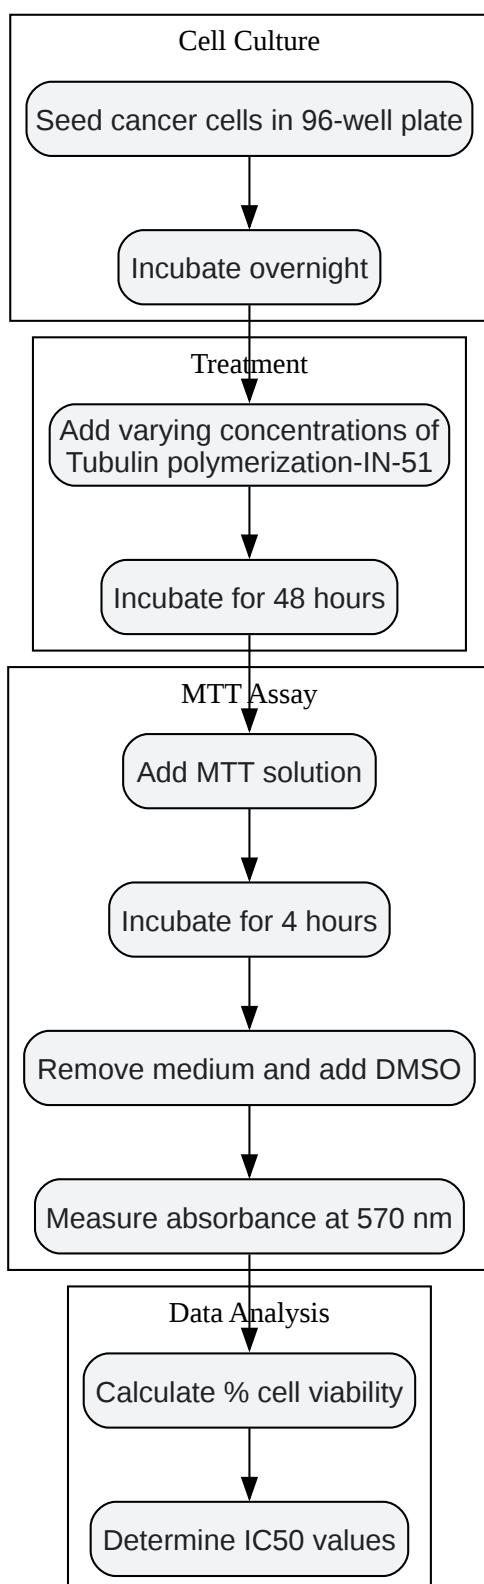 Cell Culture
Seed cancer cells in 96-well plate
Incubate overnight
Treatment
Add varying concentrations of
Tubulin polymerization-IN-51
Incubate for 48 hours
MTT Assay
Add MTT solution
Incubate for 4 hours
Remove medium and add DMSO
Measure absorbance at 570 nm
Data Analysis
Calculate % cell viability
Determine IC50 values